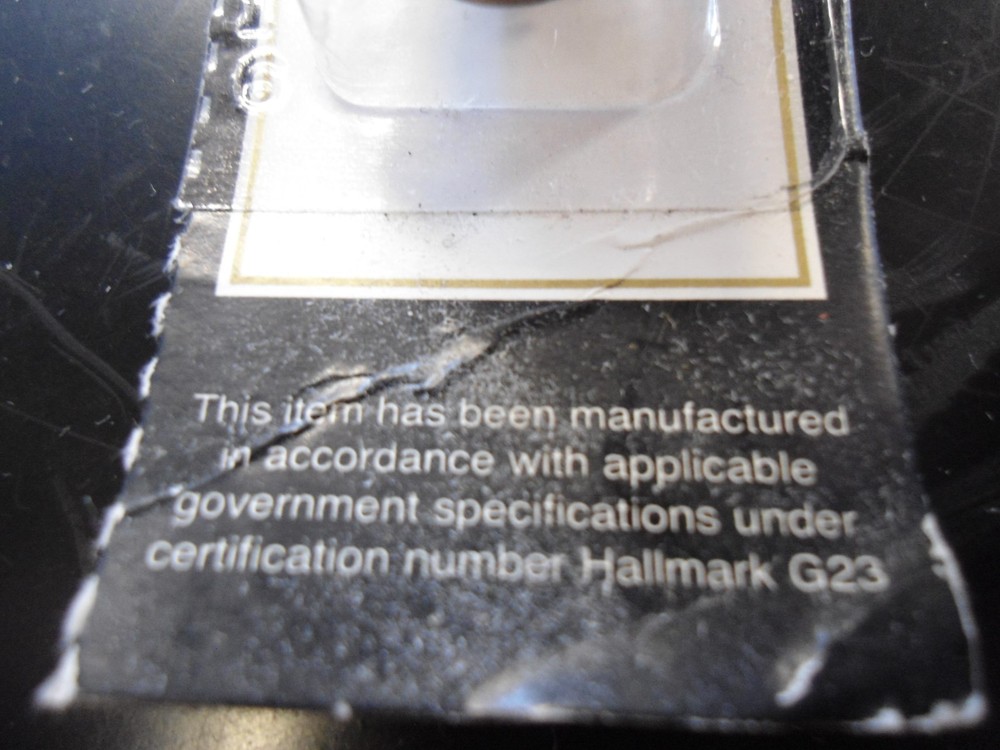 This item has been manufactured
in accordance with applicable
government specifications under
certification number Hallmark G23